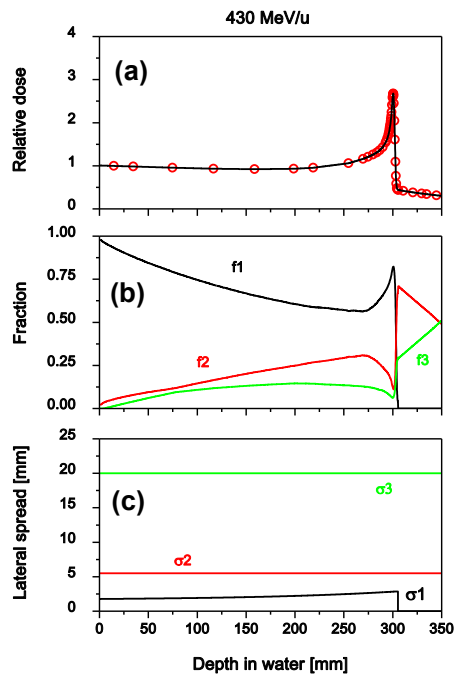 430 MeV/u
(a)
Relative dose
4
3
2
1
0
(b)
Fraction
1.00
0.75
0.50
0.25
0.00
f1
f2
f3
(c)
Lateral spread [mm]
25
20
15
10
5
0
σ3
σ2
σ1
0 50 100 150 200 250 300 350
Depth in water [mm]